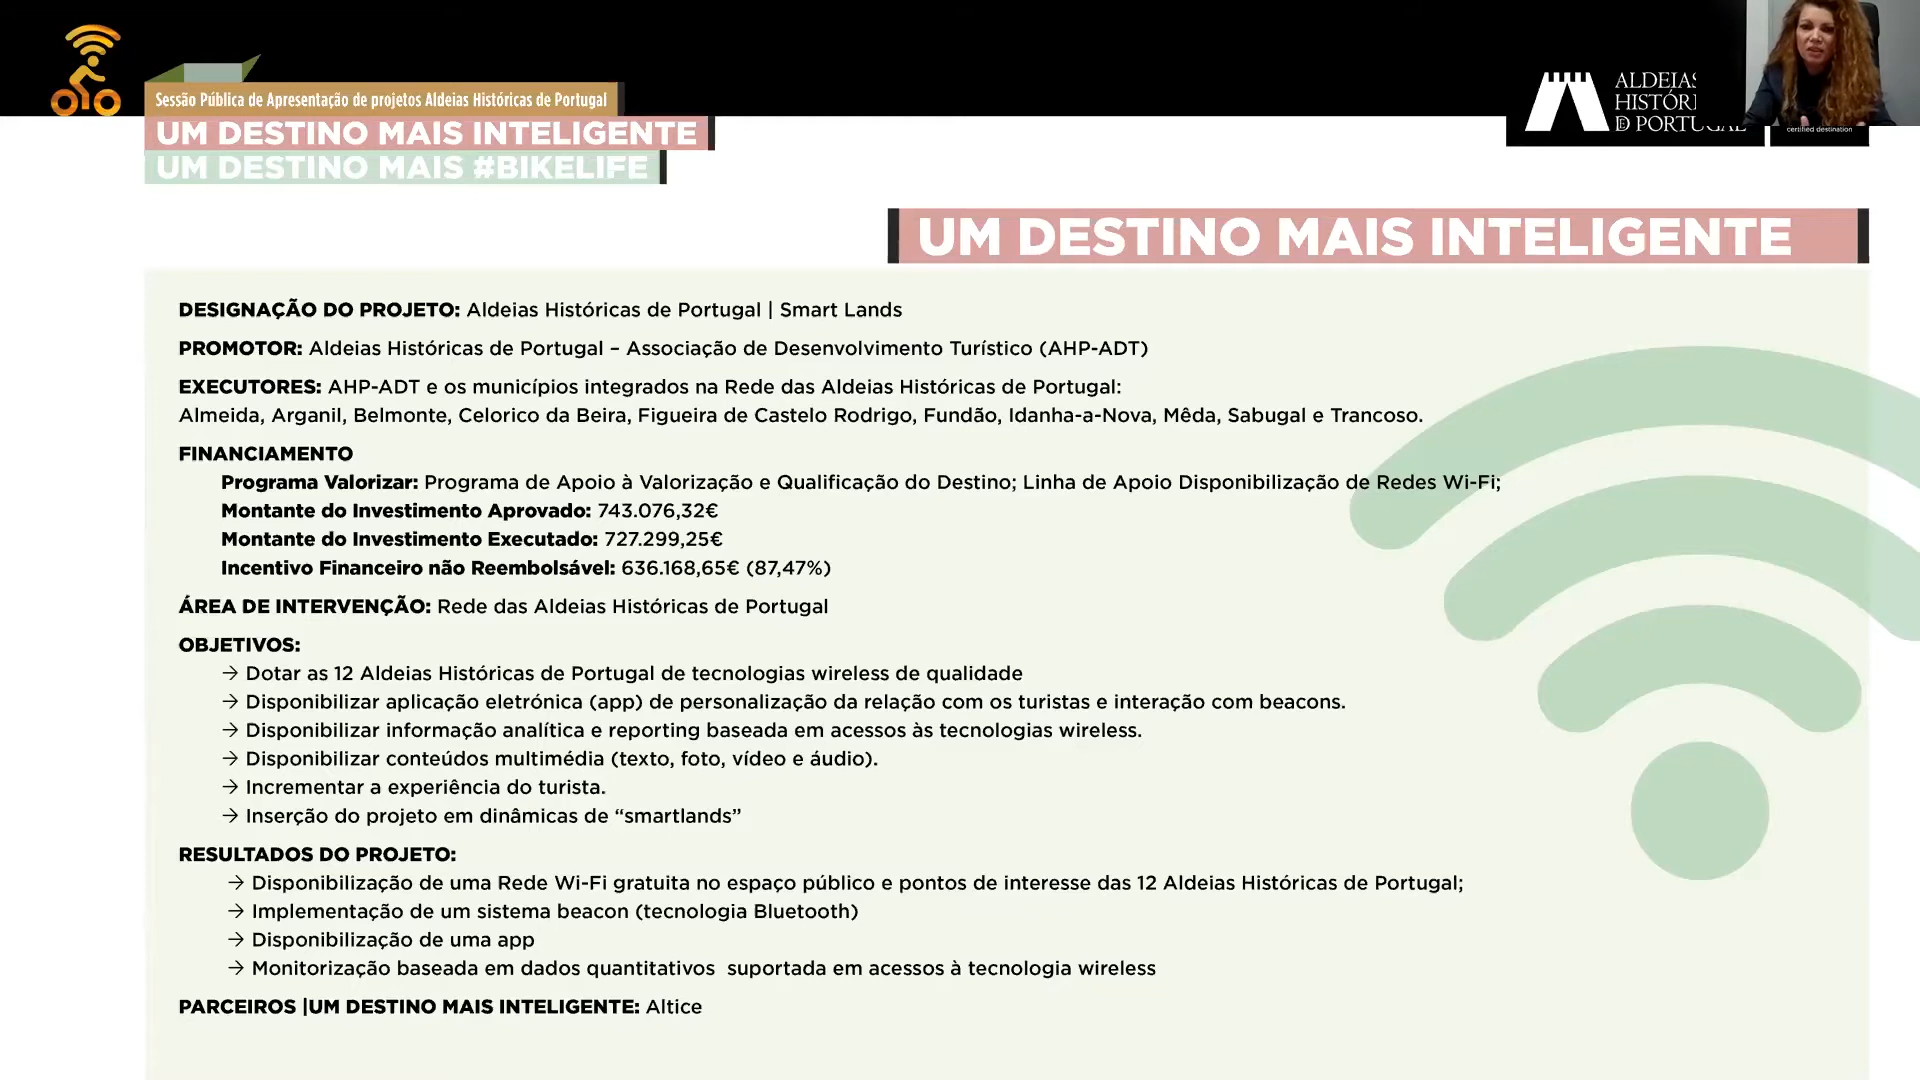 Sessão Pública de Apresentação de projetos Aldeias Históricas de Portugal
UM DESTINO MAIS INTELIGENTE
UM DESTINO MAIS #BIKELIFE
ALDEIAS
HISTÓRI
DE PORTUGAL
certified destination
UM DESTINO MAIS INTELIGENTE
DESIGNAÇÃO DO PROJETO: Aldeias Históricas de Portugal | Smart Lands
PROMOTOR: Aldeias Históricas de Portugal – Associação de Desenvolvimento Turístico (AHP-ADT)
EXECUTORES: AHP-ADT e os municípios integrados na Rede das Aldeias Históricas de Portugal:
Almeida, Arganil, Belmonte, Celorico da Beira, Figueira de Castelo Rodrigo, Fundão, Idanha-a-Nova, Mêda, Sabugal e Trancoso.
FINANCIAMENTO
Programa Valorizar: Programa de Apoio à Valorização e Qualificação do Destino; Linha de Apoio Disponibilização de Redes Wi-Fi;
Montante do Investimento Aprovado: 743.076,32€
Montante do Investimento Executado: 727.299,25€
Incentivo Financeiro não Reembolsável: 636.168,65€ (87,47%)
ÁREA DE INTERVENÇÃO: Rede das Aldeias Históricas de Portugal
OBJETIVOS:
→ Dotar as 12 Aldeias Históricas de Portugal de tecnologias wireless de qualidade
→ Disponibilizar aplicação eletrónica (app) de personalização da relação com os turistas e interação com beacons.
→ Disponibilizar informação analítica e reporting baseada em acessos às tecnologias wireless.
→ Disponibilizar conteúdos multimédia (texto, foto, vídeo e áudio).
→ Incrementar a experiência do turista.
→ Inserção do projeto em dinâmicas de “smartlands”
RESULTADOS DO PROJETO:
→ Disponibilização de uma Rede Wi-Fi gratuita no espaço público e pontos de interesse das 12 Aldeias Históricas de Portugal;
→ Implementação de um sistema beacon (tecnologia Bluetooth)
→ Disponibilização de uma app
→ Monitorização baseada em dados quantitativos  suportada em acessos à tecnologia wireless
PARCEIROS |UM DESTINO MAIS INTELIGENTE: Altice